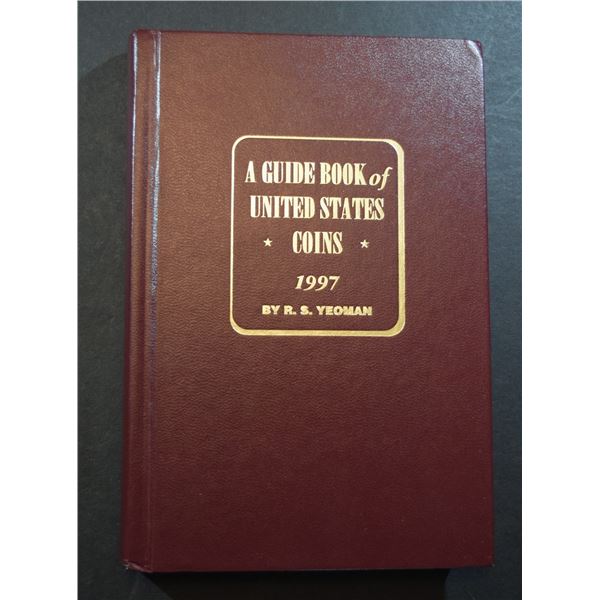 A GUIDE BOOK of
UNITED STATES
★ COINS ★
1997
BY R. S. YEOMAN